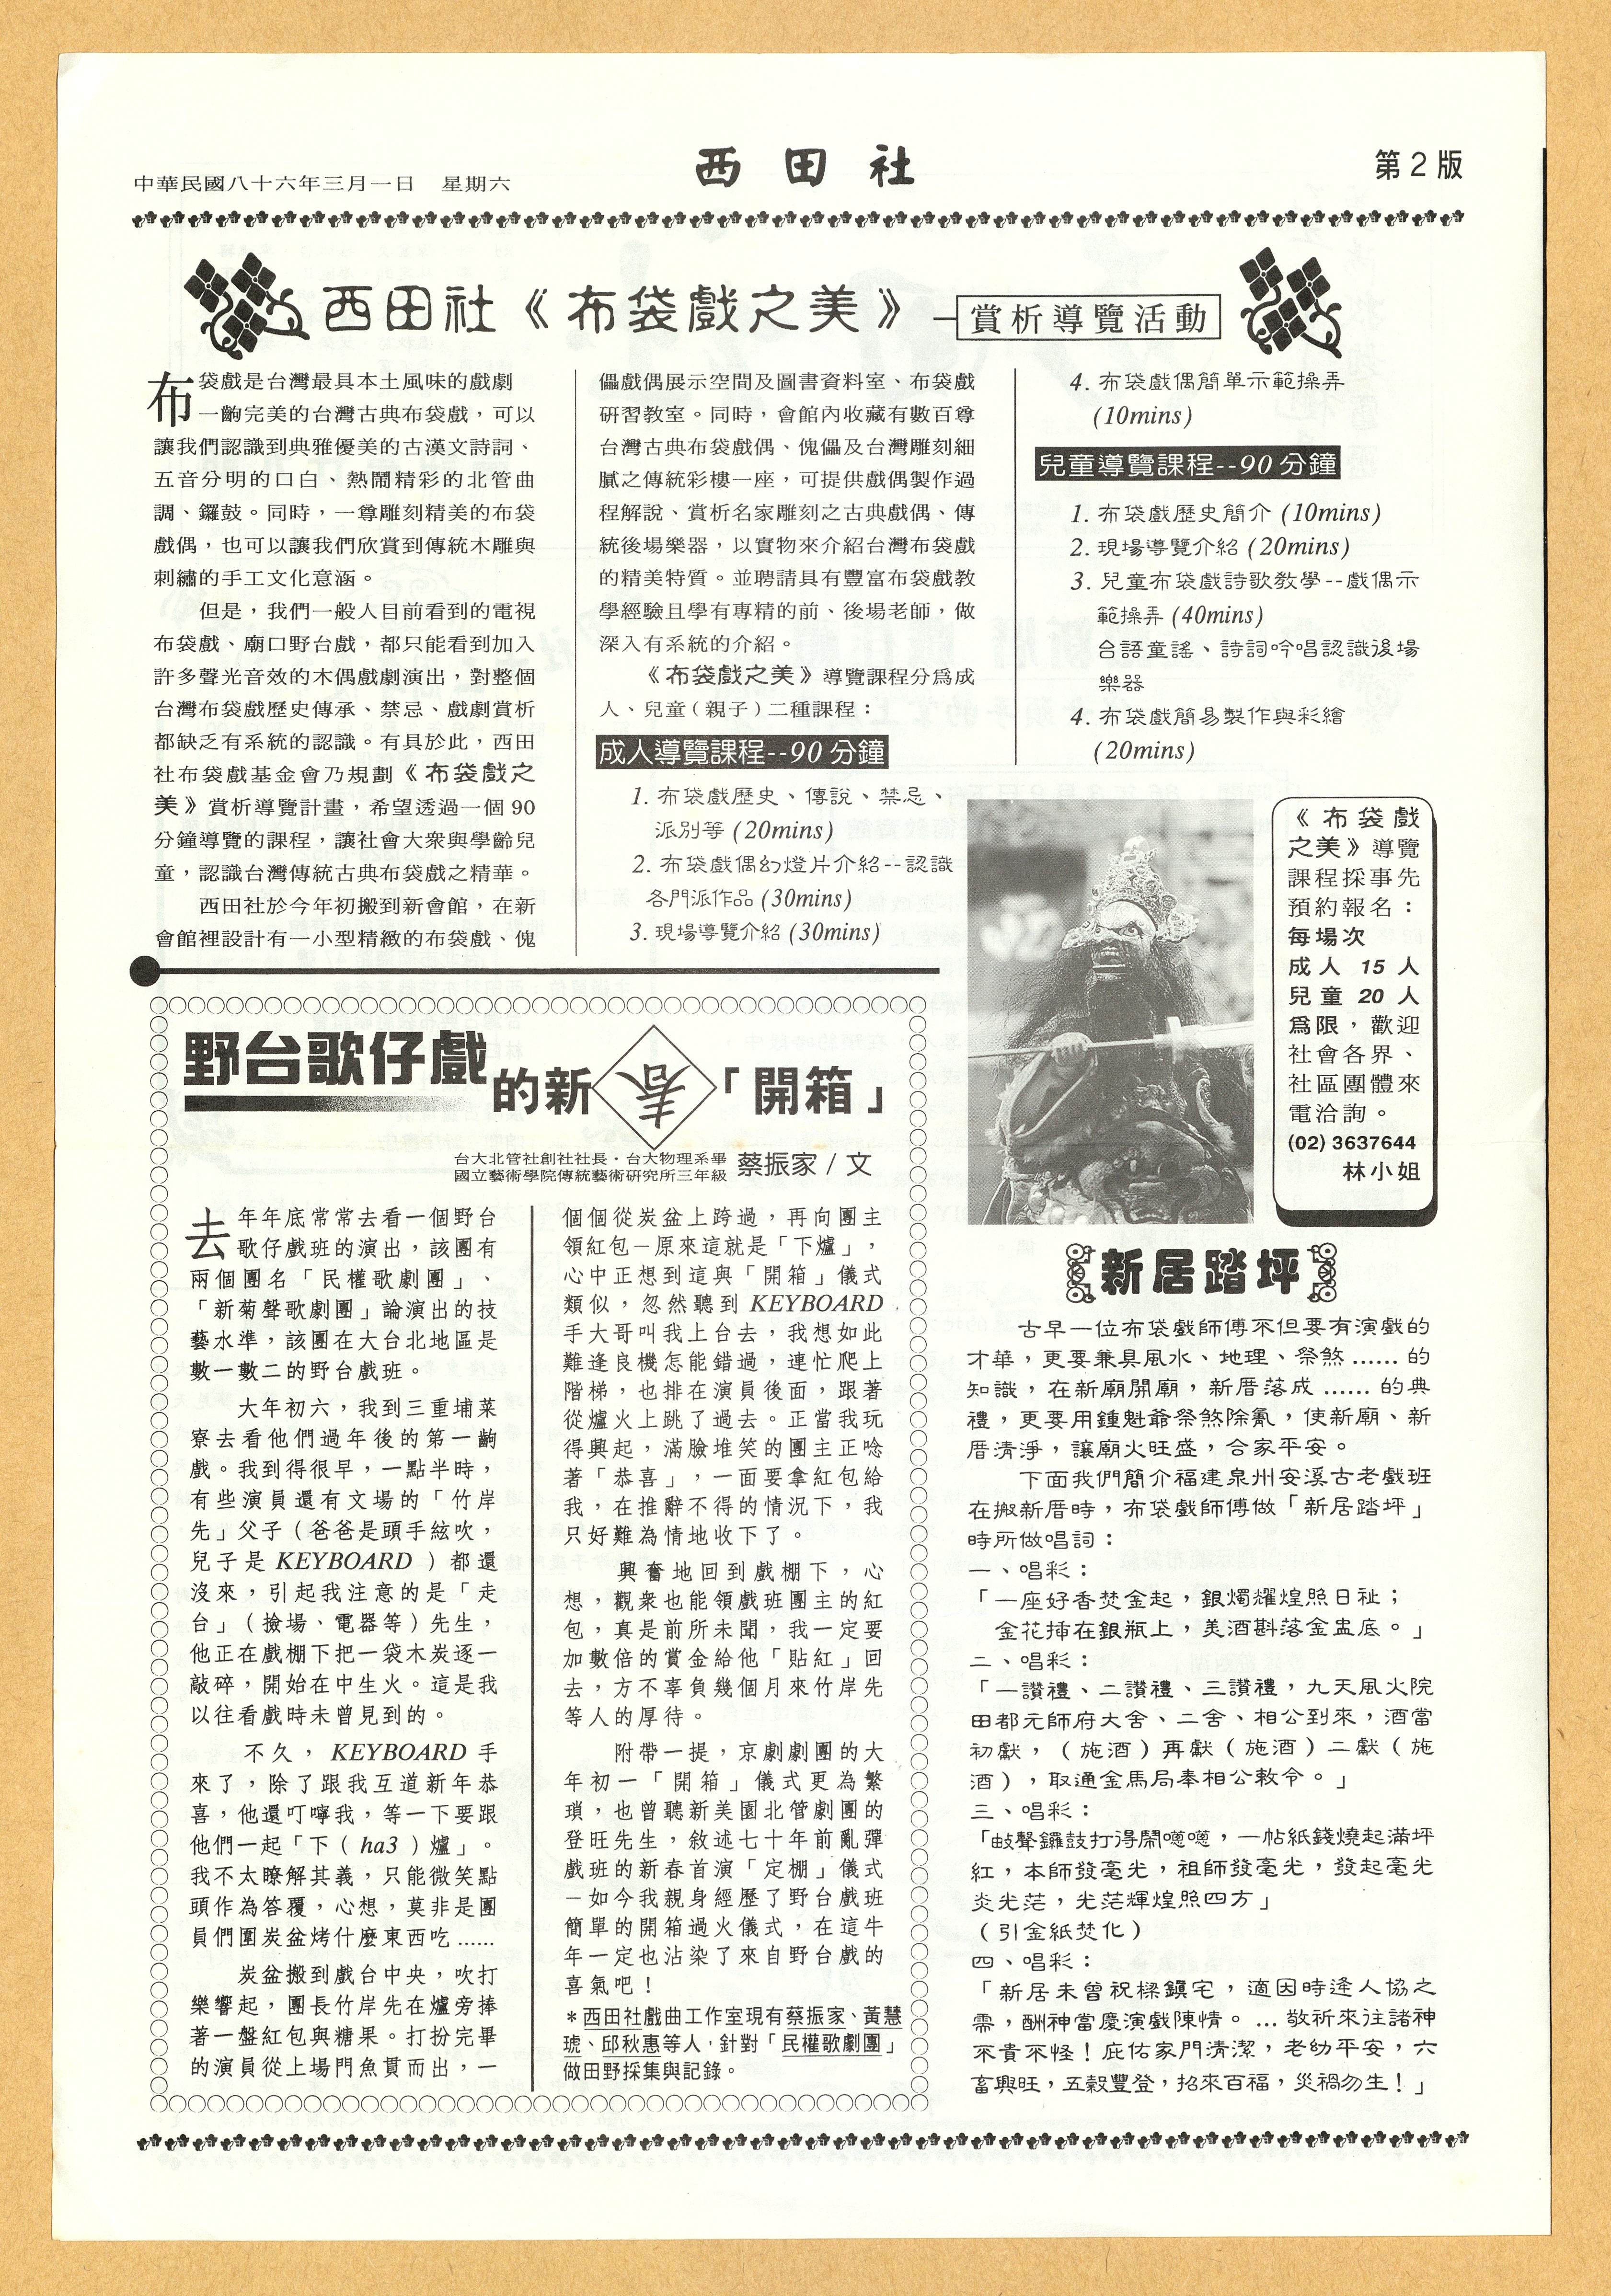 中華民國八十六年三月一日 星期六
西田社
第2版
西田社《布袋戲之美》—賞析導覽活動
布袋戲是台灣最具本土風味的戲劇
一齣完美的台灣古典布袋戲，可以
讓我們認識到典雅優美的古漢文詩詞、
五音分明的口白、熱鬧精彩的北管曲
調、鑼鼓。同時，一尊雕刻精美的布袋
戲偶，也可以讓我們欣賞到傳統木雕與
刺繡的手工文化意涵。
但是，我們一般人目前看到的電視
布袋戲、廟口野台戲，都只能看到加入
許多聲光音效的木偶戲劇演出，對整個
台灣布袋戲歷史傳承、禁忌、戲劇賞析
都缺乏有系統的認識。有具於此，西田
社布袋戲基金會乃規劃《布袋戲之
美》賞析導覽計畫，希望透過一個90
分鐘導覽的課程，讓社會大衆與學齡兒
童，認識台灣傳統古典布袋戲之精華。
西田社於今年初搬到新會館，在新
會館裡設計有一小型精緻的布袋戲、傀
儡戲偶展示空間及圖書資料室、布袋戲
研習教室。同時，會館內收藏有數百尊
台灣古典布袋戲偶、傀儡及台灣雕刻細
膩之傳統彩樓一座，可提供戲偶製作過
程解說、賞析名家雕刻之古典戲偶、傳
統後場樂器，以實物來介紹台灣布袋戲
的精美特質。並聘請具有豐富布袋戲教
學經驗且學有專精的前、後場老師，做
深入有系統的介紹。
《布袋戲之美》導覽課程分爲成
人、兒童（親子）二種課程：
成人導覽課程--90分鐘
1. 布袋戲歷史、傳說、禁忌、
派別等 (20mins)
2. 布袋戲偶幻燈片介紹--認識
各門派作品 (30mins)
3. 現場導覽介紹 (30mins)
4. 布袋戲偶簡單示範操弄
(10mins)
兒童導覽課程--90分鐘
1. 布袋戲歷史簡介 (10mins)
2. 現場導覽介紹 (20mins)
3. 兒童布袋戲詩歌教學--戲偶示
範操弄 (40mins)
台語童謠、詩詞吟唱認識後場
樂器
4. 布袋戲簡易製作與彩繪
(20mins)
《布袋戲
之美》導覽
課程採事先
預約報名：
每場次
成人 15 人
兒童 20 人
爲限，歡迎
社會各界、
社區團體來
電洽詢。
(02) 3637644
林小姐
野台歌仔戲的新春「開箱」
台大北管社創社社長・台大物理系畢
國立藝術學院傳統藝術研究所三年級
蔡振家/文
去年年底常常去看一個野台
歌仔戲班的演出，該團有
兩個團名「民權歌劇團」、
「新菊聲歌劇團」論演出的技
藝水準，該團在大台北地區是
數一數二的野台戲班。
大年初六，我到三重埔菜
寮去看他們過年後的第一齣
戲。我到得很早，一點半時，
有些演員還有文場的「竹岸
先」父子（爸爸是頭手絃吹，
兒子是 KEYBOARD ）都還
沒來，引起我注意的是「走
台」（撿場、電器等）先生，
他正在戲棚下把一袋木炭逐一
敲碎，開始在中生火。這是我
以往看戲時未曾見到的。
不久， KEYBOARD 手
來了，除了跟我互道新年恭
喜，他還叮嚀我，等一下要跟
他們一起「下（ ha3 ）爐」。
我不太瞭解其義，只能微笑點
頭作為答覆，心想，莫非是團
員們圍炭盆烤什麼東西吃……
炭盆搬到戲台中央，吹打
樂響起，團長竹岸先在爐旁捧
著一盤紅包與糖果。打扮完畢
的演員從上場門魚貫而出，一
個個從炭盆上跨過，再向團主
領紅包－原來這就是「下爐」，
心中正想到這與「開箱」儀式
類似，忽然聽到 KEYBOARD
手大哥叫我上台去，我想如此
難逢良機怎能錯過，連忙爬上
階梯，也排在演員後面，跟著
從爐火上跳了過去。正當我玩
得興起，滿臉堆笑的團主正唸
著「恭喜」，一面要拿紅包給
我，在推辭不得的情況下，我
只好難為情地收下了。
興奮地回到戲棚下，心
想，觀衆也能領戲班團主的紅
包，真是前所未聞，我一定要
加數倍的賞金給他「貼紅」回
去，方不辜負幾個月來竹岸先
等人的厚待。
附帶一提，京劇劇團的大
年初一「開箱」儀式更為繁
瑣，也曾聽新美園北管劇團的
登旺先生，敘述七十年前亂彈
戲班的新春首演「定棚」儀式
－如今我親身經歷了野台戲班
簡單的開箱過火儀式，在這牛
年一定也沾染了來自野台戲的
喜氣吧！
＊西田社戲曲工作室現有蔡振家、黃慧
琥、邱秋惠等人，針對「民權歌劇團」
做田野採集與記錄。
新居踏坪
古早一位布袋戲師傅不但要有演戲的
才華，更要兼具風水、地理、祭煞……的
知識，在新廟開廟，新厝落成……的典
禮，更要用鍾魁爺祭煞除氣，使新廟、新
厝清淨，讓廟火旺盛，合家平安。
下面我們簡介福建泉州安溪古老戲班
在搬新厝時，布袋戲師傅做「新居踏坪」
時所做唱詞：
一、唱彩：
「一座好香焚金起，銀燭耀煌照日祉；
金花揷在銀瓶上，美酒斟落金盅底。」
二、唱彩：
「一讚禮、二讚禮、三讚禮，九天風火院
田都元師府大舍、二舍、相公到來，酒當
初獻，（施酒）再獻（施酒）二獻（施
酒），取通金馬局奉相公敕令。」
三、唱彩：
「鼓聲鑼鼓打得鬧噫噫，一帖紙錢燒起滿坪
紅，本師發毫光，祖師發毫光，發起毫光
炎光茫，光茫輝煌照四方」
（引金紙焚化）
四、唱彩：
「新居未曾祝樑鎭宅，適因時逢人協之
需，酬神當慶演戲陳情。…敬祈來往諸神
不責不怪！庇佑家門清潔，老幼平安，六
畜興旺，五穀豐登，招來百福，災禍勿生！」